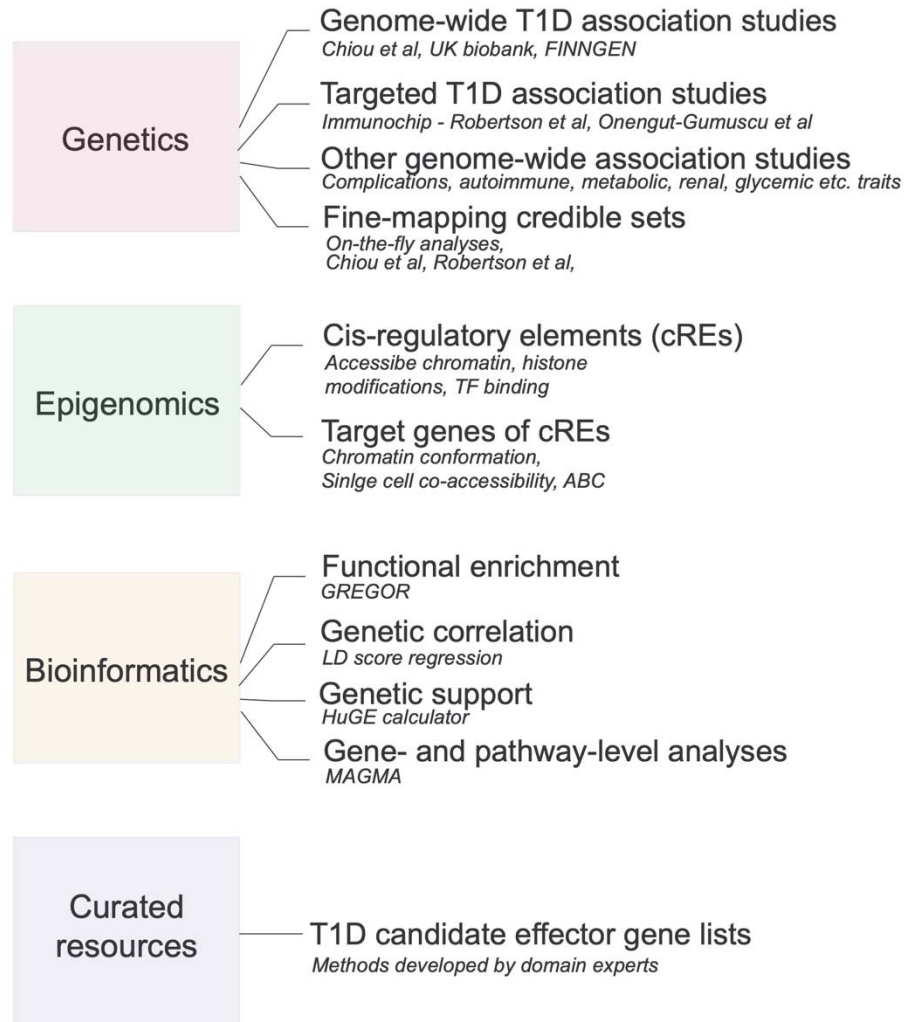 Genetics
Genome-wide T1D association studies
Chiou et al, UK biobank, FINNGEN
Targeted T1D association studies
Immunochip - Robertson et al, Onengut-Gumuscu et al
Other genome-wide association studies
Complications, autoimmune, metabolic, renal, glycemic etc. traits
Fine-mapping credible sets
On-the-fly analyses,
Chiou et al, Robertson et al,
Epigenomics
Cis-regulatory elements (cREs)
Accessibe chromatin, histone
modifications, TF binding
Target genes of cREs
Chromatin conformation,
Sinlge cell co-accessibility, ABC
Bioinformatics
Functional enrichment
GREGOR
Genetic correlation
LD score regression
Genetic support
HuGE calculator
Gene- and pathway-level analyses
MAGMA
Curated
resources
T1D candidate effector gene lists
Methods developed by domain experts